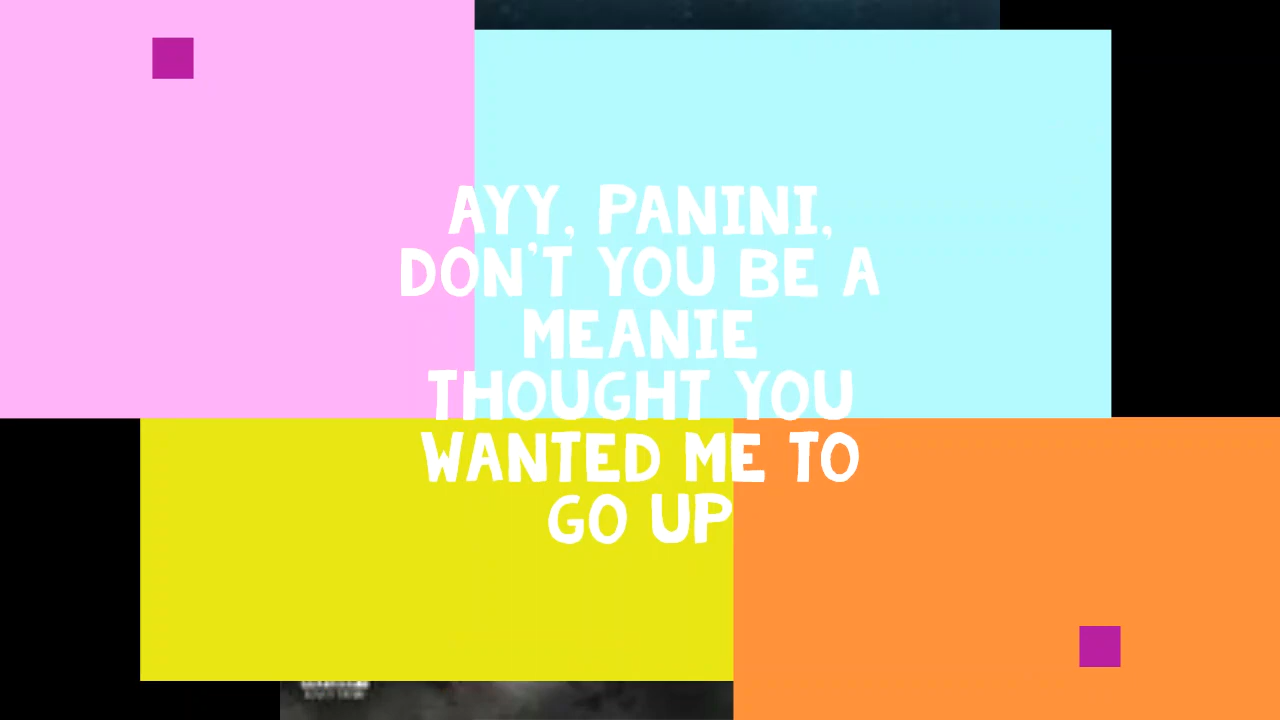 AYY, PANINI,
DON'T YOU BE A
MEANIE
THOUGHT YOU
WANTED ME TO
GO UP